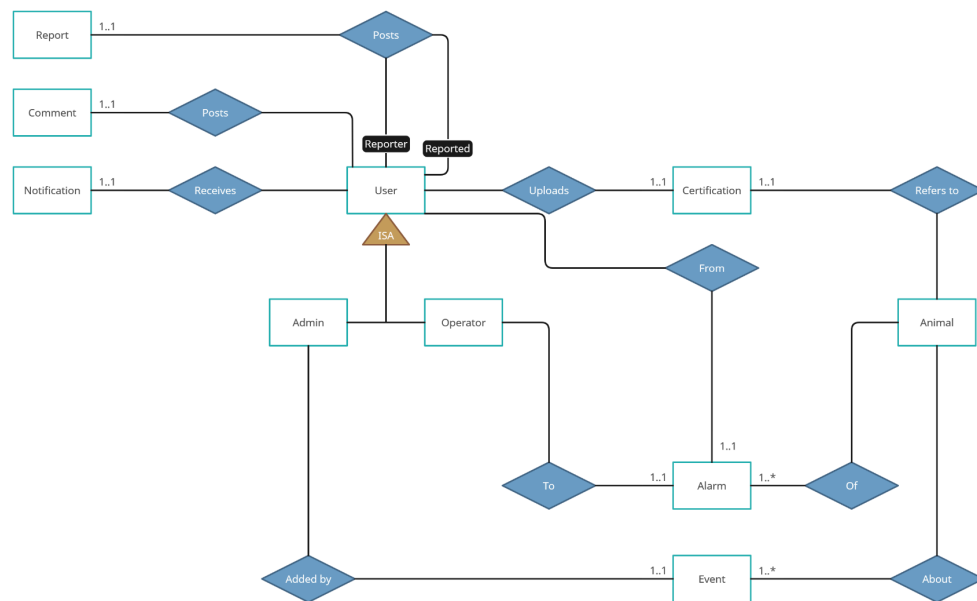 Report
1..1
Posts
Comment
1..1
Posts
Reporter
Reported
Notification
1..1
Receives
User
Uploads
1..1
Certification
1..1
Refers to
ISA
From
Admin
Operator
Animal
1..1
To
1..1
Alarm
1..*
Of
Added by
1..1
Event
1..*
About